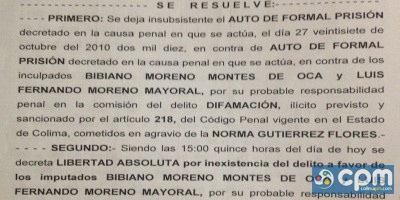 SE RESUELVE:-
PRIMERO: Se deja insubsistente el AUTO DE FORMAL PRISIÓN
decretado en la causa penal en que se actúa, el día 27 veintisiete de
octubre del 2010 dos mil diez, en contra de AUTO DE FORMAL
PRISIÓN decretado en la causa penal en que se actúa, en contra de los
inculpados BIBIANO MORENO MONTES DE OCA y LUIS
FERNANDO MORENO MAYORAL, por su probable responsabilidad
penal en la comisión del delito DIFAMACIÓN, ilícito previsto y
sancionado por el artículo 218, del Código Penal vigente en el Estado
de Colima, cometidos en agravio de la NORMA GUTIERREZ FLORES.-
SEGUNDO:- Siendo las 15:00 quince horas del día de hoy se
decreta LIBERTAD ABSOLUTA por inexistencia del delito a favor de
los imputados BIBIANO MORENO MONTES DE OCA
FERNANDO MORENO MAYORAL, por su probable
cpm